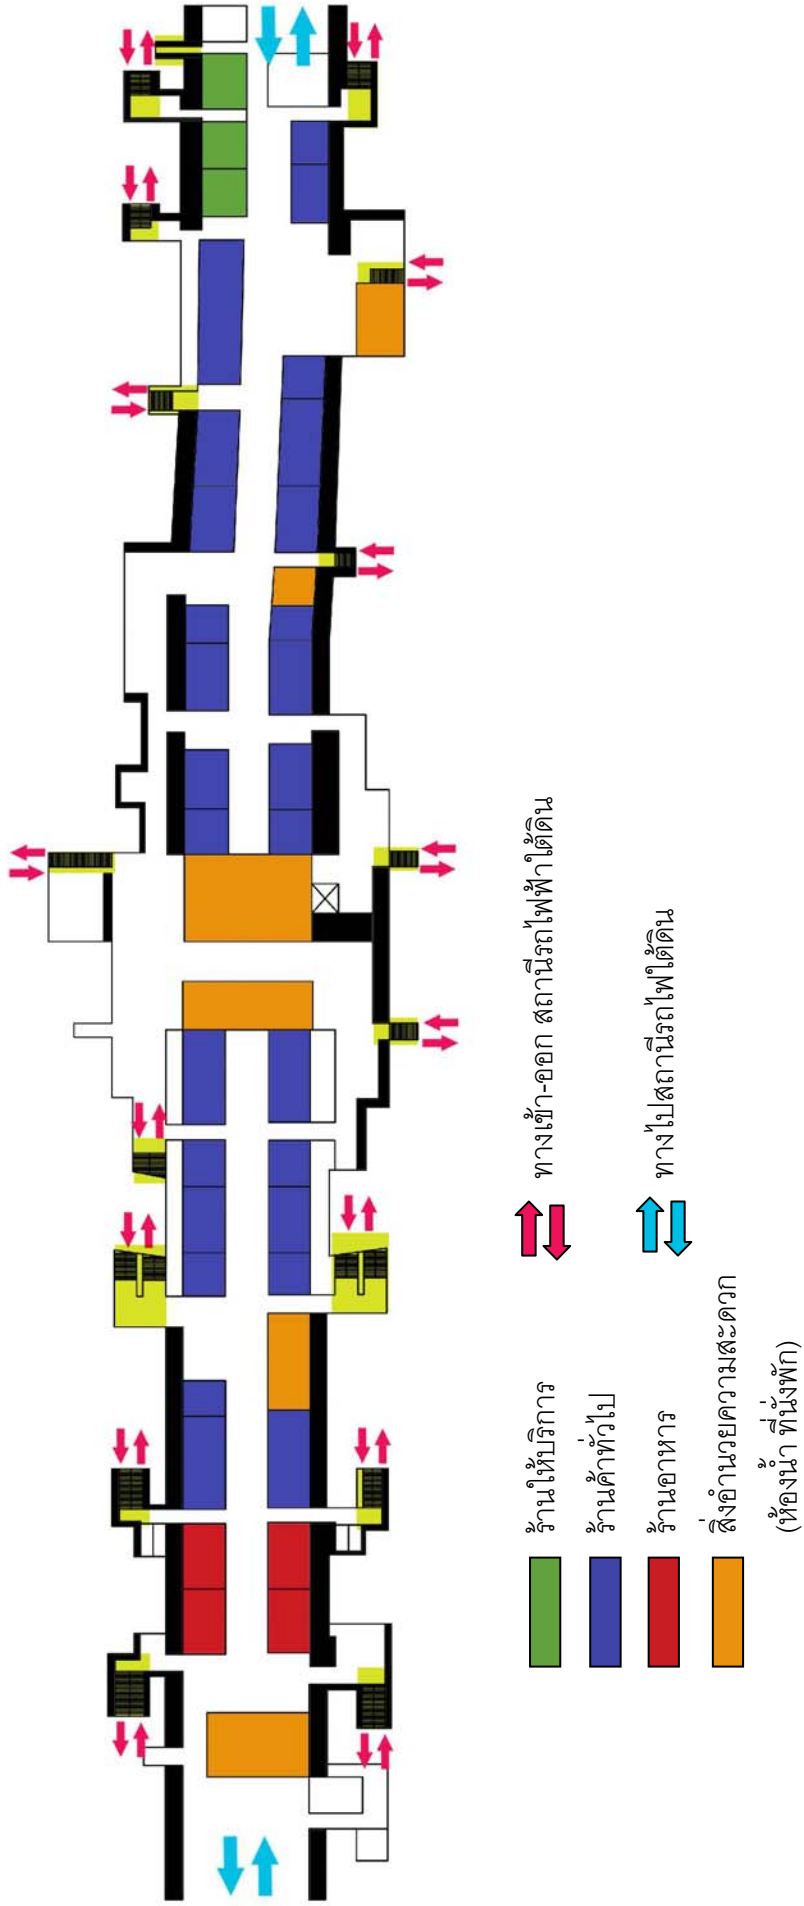 ร้านให้บริการ
ร้านค้าทั่วไป
ร้านอาหาร
สิ่งอำนวยความสะดวก
(ห้องน้ำ ที่นั่งพัก)
ทางเข้า-ออก สถานีรถไฟฟ้าใต้ดิน
ทางไปสถานีรถไฟใต้ดิน